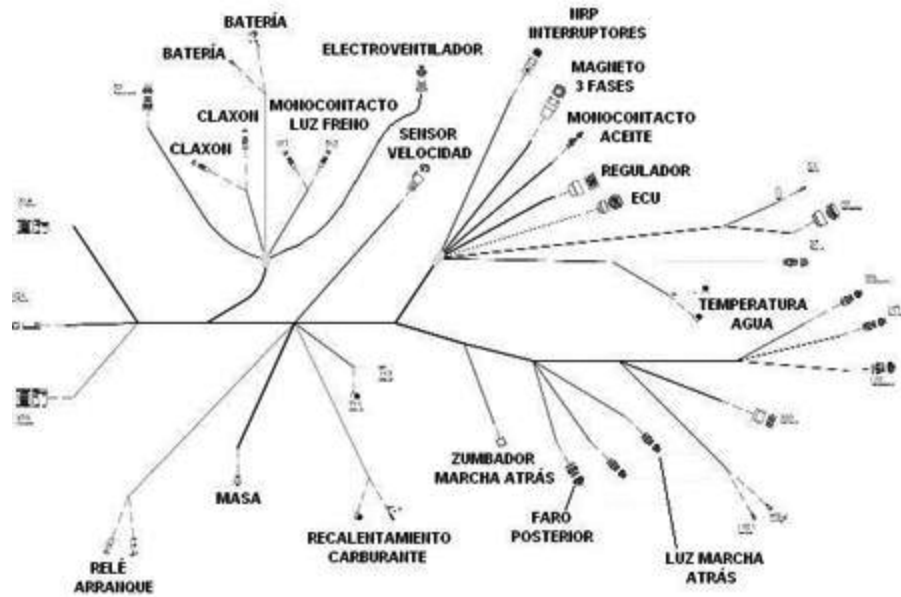 BATERÍA
BATERÍA
ELECTROVENTILADOR
NRP
INTERRUPTORES
MAGNETO
3 FASES
CLAXON
CLAXON
MONOCONTACTO
LUZ FRENO
SENSOR
VELOCIDAD
MONOCONTACTO
ACEITE
REGULADOR
ECU
TEMPERATURA
AGUA
ZUMBADOR
MARCHA ATRÁS
MASA
FARO
POSTERIOR
RECALENTAMIENTO
CARBURANTE
LUZ MARCHA
ATRÁS
RELÉ
ARRANQUE